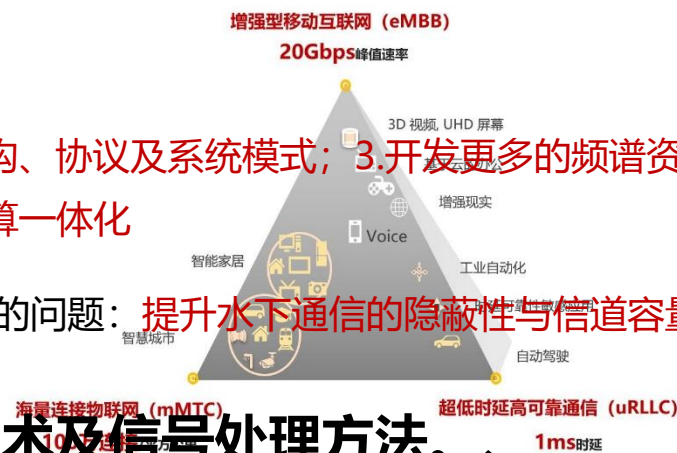 增强型移动互联网（eMBB）
20Gbps峰值速率
3D 视频, UHD 屏幕
构、协议及系统模式；3.开发更多的频谱资
增强现实
算一体化
Voice
智能家居
工业自动化
的问题：提升水下通信的隐蔽性与信道容量
智慧城市
自动驾驶
海量连接物联网（mMTC）
超低时延高可靠通信（uRLLC）
术及信号处理方法。、
1ms时延